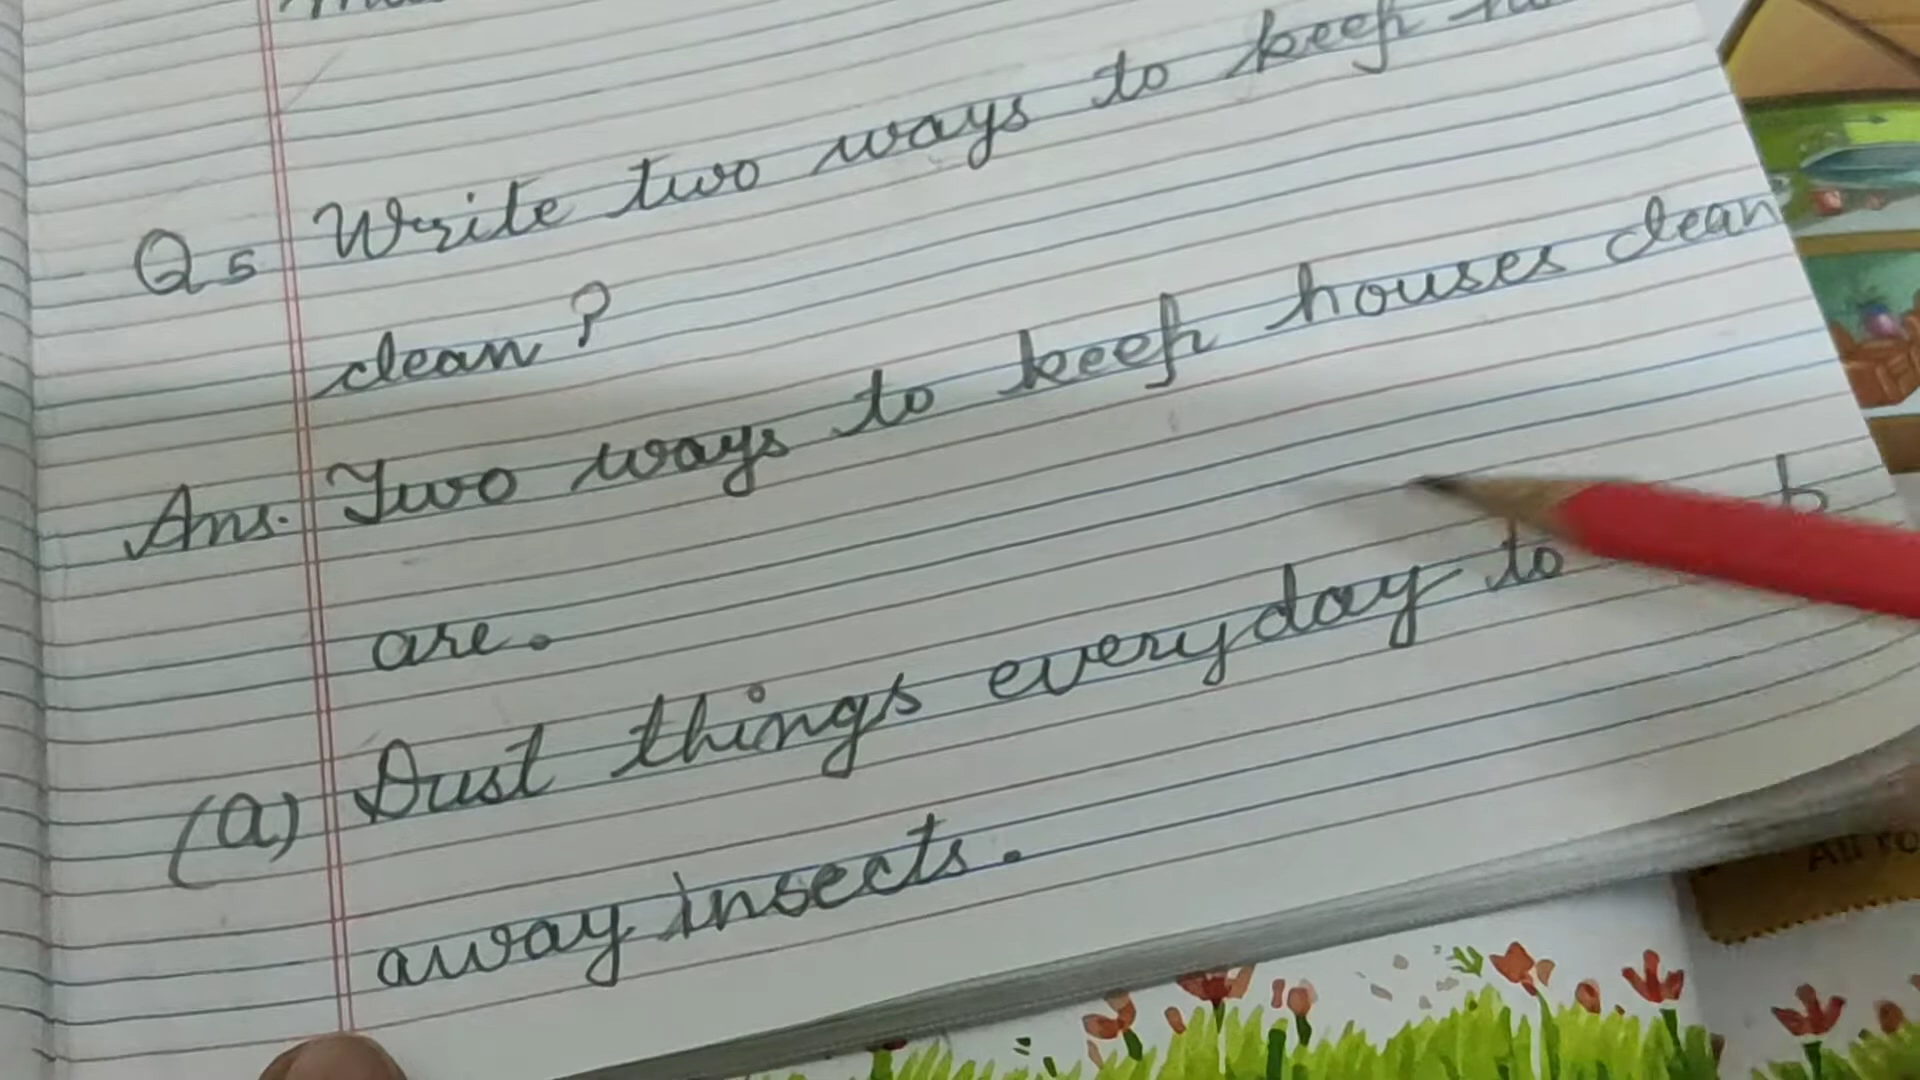 Q5 Write two ways to keep
clean?
Ans. Two ways to keep houses clean
are.
(a) Dust things everyday to
away insects.
All